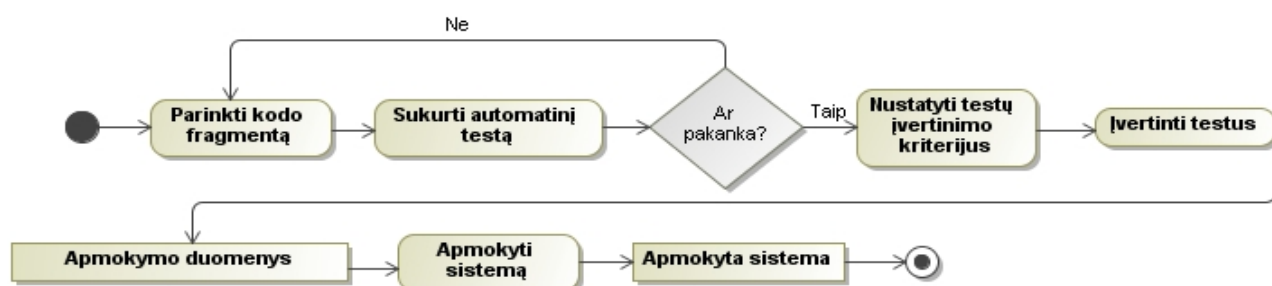 Ne
Parinkti kodo
fragmentą
Sukurti automatinį
testą
Ar
pakanka?
Taip
Nustatyti testų
įvertinimo
kriterijus
Įvertinti testus
Apmokymo duomenys
Apmokyti
sistemą
Apmokyta sistema